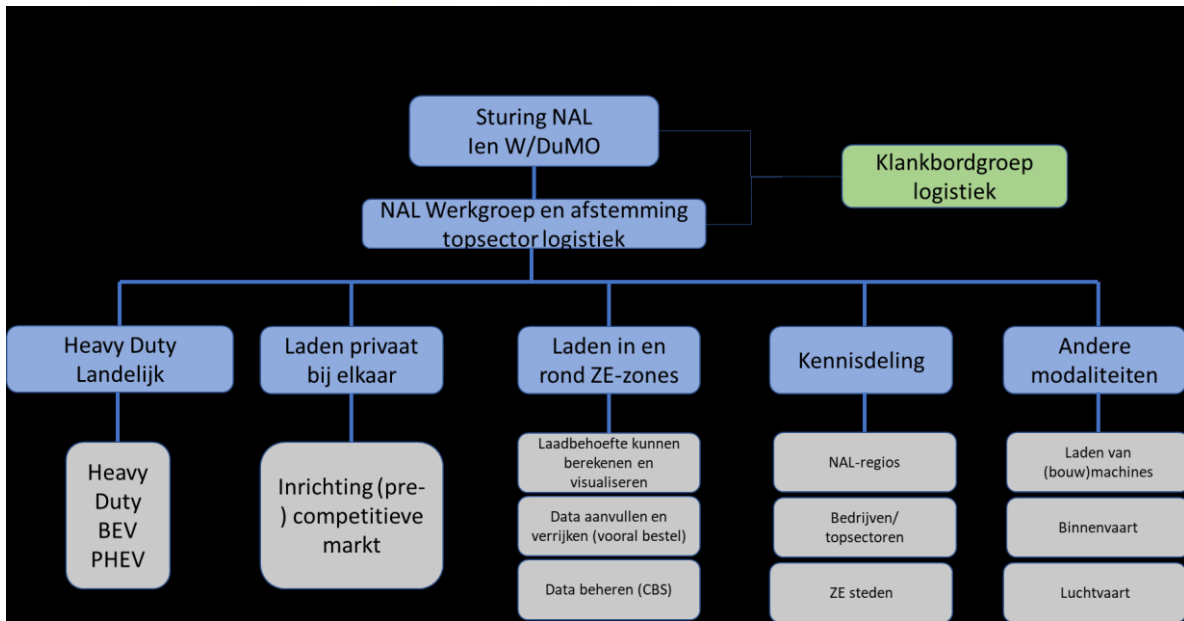 Sturing NAL
Ien W/DuMO
Klankbordgroep
logistiek
NAL Werkgroep en afstemming
topsector logistiek
Heavy Duty
Landelijk
Laden privaat
bij elkaar
Laden in en
rond ZE-zones
Kennisdeling
Andere
modaliteiten
Heavy
Duty
BEV
PHEV
Inrichting (pre-
) competitieve
markt
Laadbehoefte kunnen
berekenen en
visualiseren
Data aanvullen en
verrijken (vooral bestel)
Data beheren (CBS)
NAL-regios
Bedrijven/
topsectoren
ZE steden
Laden van
(bouw)machines
Binnenvaart
Luchtvaart